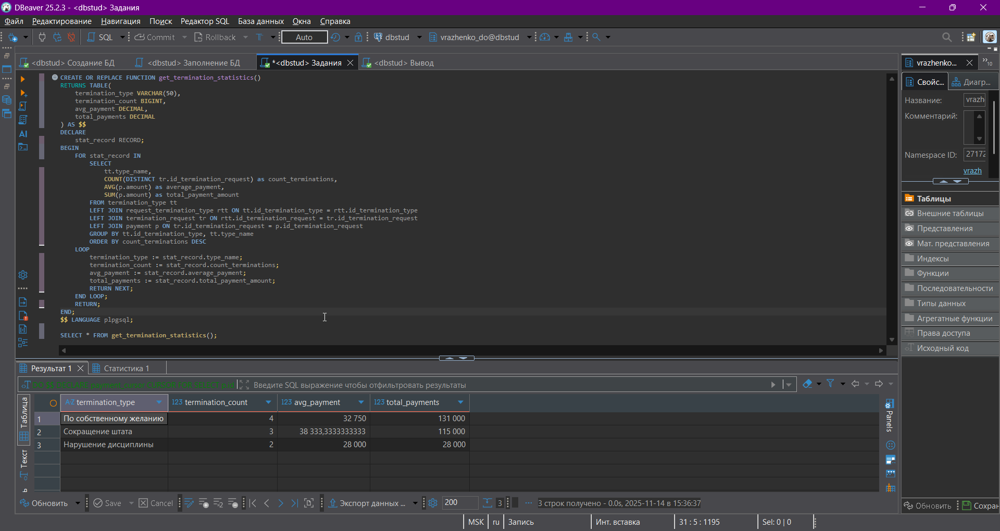 DBeaver 25.2.3 - <dbstud> Задания
Файл Редактирование Навигация Поиск Редактор SQL База данных Окна Справка
SQL Commit Rollback Auto dbstud vrazhenko_do@dbstud
<dbstud> Создание БД <dbstud> Заполнение БД *<dbstud> Задания <dbstud> Вывод
CREATE OR REPLACE FUNCTION get_termination_statistics()
RETURNS TABLE(
termination_type VARCHAR(50),
termination_count BIGINT,
avg_payment DECIMAL,
total_payments DECIMAL
) AS $$
DECLARE
stat_record RECORD;
BEGIN
FOR stat_record IN
SELECT
tt.type_name,
COUNT(DISTINCT tr.id_termination_request) as count_terminations,
AVG(p.amount) as average_payment,
SUM(p.amount) as total_payment_amount
FROM termination_type tt
LEFT JOIN request_termination_type rtt ON tt.id_termination_type = rtt.id_termination_type
LEFT JOIN termination_request tr ON rtt.id_termination_request = tr.id_termination_request
LEFT JOIN payment p ON tr.id_termination_request = p.id_termination_request
GROUP BY tt.id_termination_type, tt.type_name
ORDER BY count_terminations DESC
LOOP
termination_type := stat_record.type_name;
termination_count := stat_record.count_terminations;
avg_payment := stat_record.average_payment;
total_payments := stat_record.total_payment_amount;
RETURN NEXT;
END LOOP;
RETURN;
END;
$$ LANGUAGE plpgsql;
SELECT * FROM get_termination_statistics();
AI
vrazhenko... 10
Свойс... Диагр...
Название: vrazh
Комментарий:
Namespace ID: 27172
vrazh
Таблицы
Внешние таблицы
Представления
Мат. представления
Индексы
Функции
Последовательности
Типы данных
Агрегатные функции
Права доступа
Исходный код
Обновить Сохран
Результат 1 Статистика 1
DO $$ DECLARE payment_cursor CURSOR FOR SELECT p.id Введите SQL выражение чтобы отфильтровать результаты
Таблица
Текст
Panels
AZ termination_type 123 termination_count 123 avg_payment 123 total_payments
1 По собственному желанию 4 32 750 131 000
2 Сокращение штата 3 38 333,3333333333 115 000
3 Нарушение дисциплины 2 28 000 28 000
Обновить Save Cancel Экспорт данных ... 200 3 3 строк получено - 0.0s, 2025-11-14 в 15:36:37
MSK ru Запись Инт. вставка 31 : 5 : 1195 Sel: 0 | 0